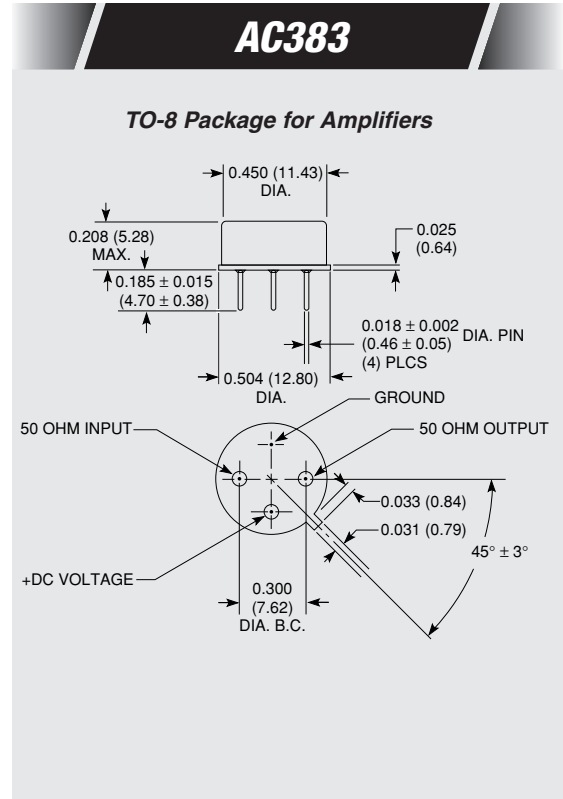 AC383
TO-8 Package for Amplifiers
0.450 (11.43)
DIA.
0.208 (5.28)
MAX.
0.025
(0.64)
0.185 ± 0.015
(4.70 ± 0.38)
0.018 ± 0.002
(0.46 ± 0.05)
DIA. PIN
(4) PLCS
0.504 (12.80)
DIA.
GROUND
50 OHM INPUT
50 OHM OUTPUT
0.033 (0.84)
0.031 (0.79)
45° ± 3°
+DC VOLTAGE
0.300
(7.62)
DIA. B.C.